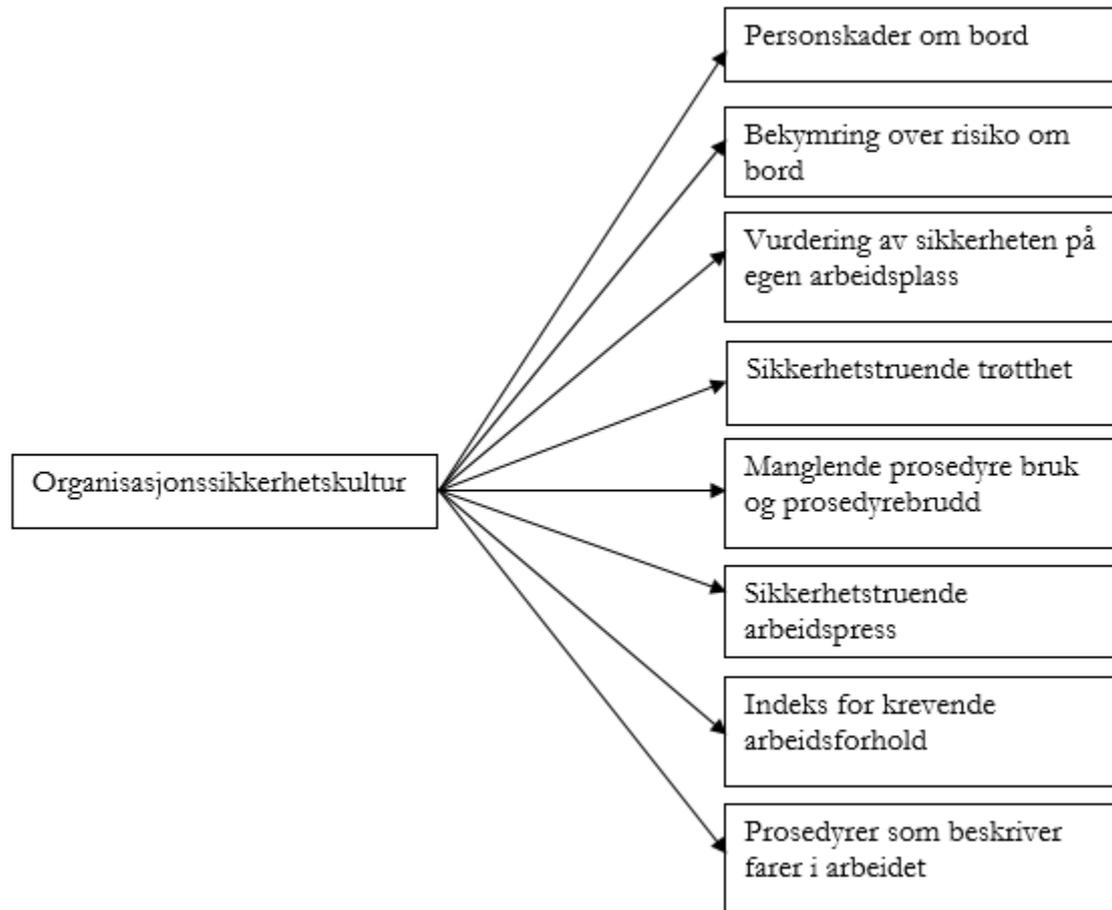 Personskader om bord
Bekymring over risiko om
bord
Vurdering av sikkerheten på
egen arbeidsplass
Sikkerhetstruende trøtthet
Organisasjonssikkerhetskultur
Manglende prosedyre bruk
og prosedyrebrudd
Sikkerhetstruende
arbeidspress
Indeks for krevende
arbeidsforhold
Prosedyrer som beskriver
farer i arbeidet